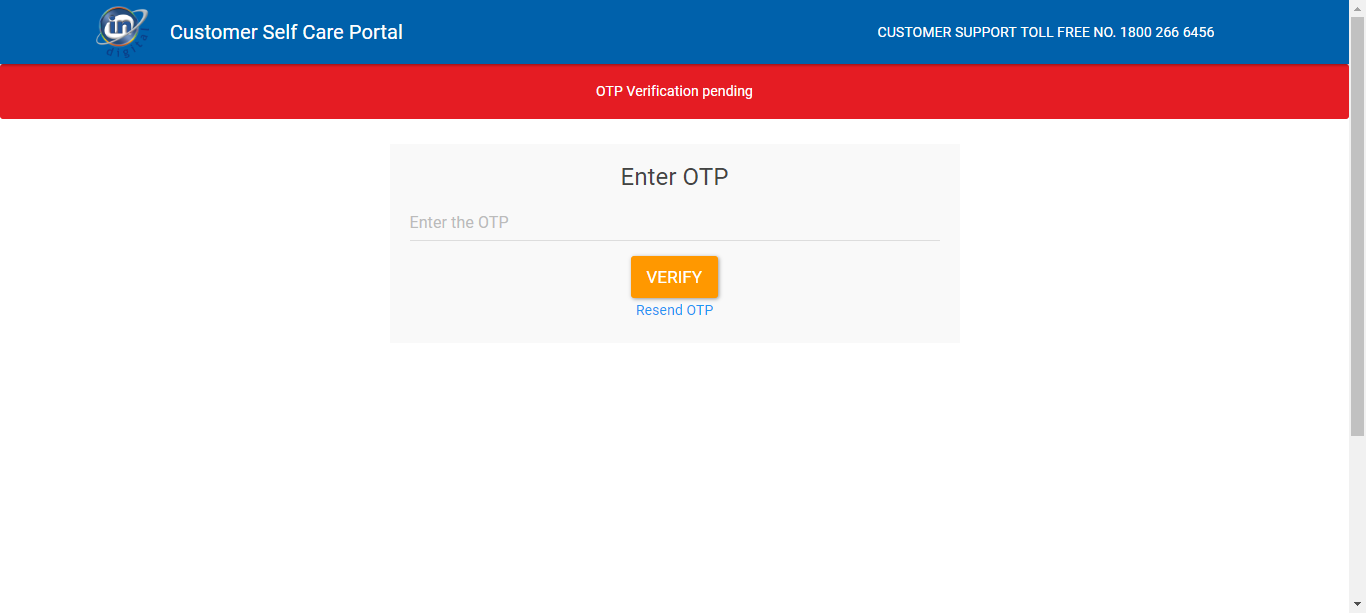 in
digital
Customer Self Care Portal
CUSTOMER SUPPORT TOLL FREE NO. 1800 266 6456
OTP Verification pending
Enter OTP
Enter the OTP
VERIFY
Resend OTP